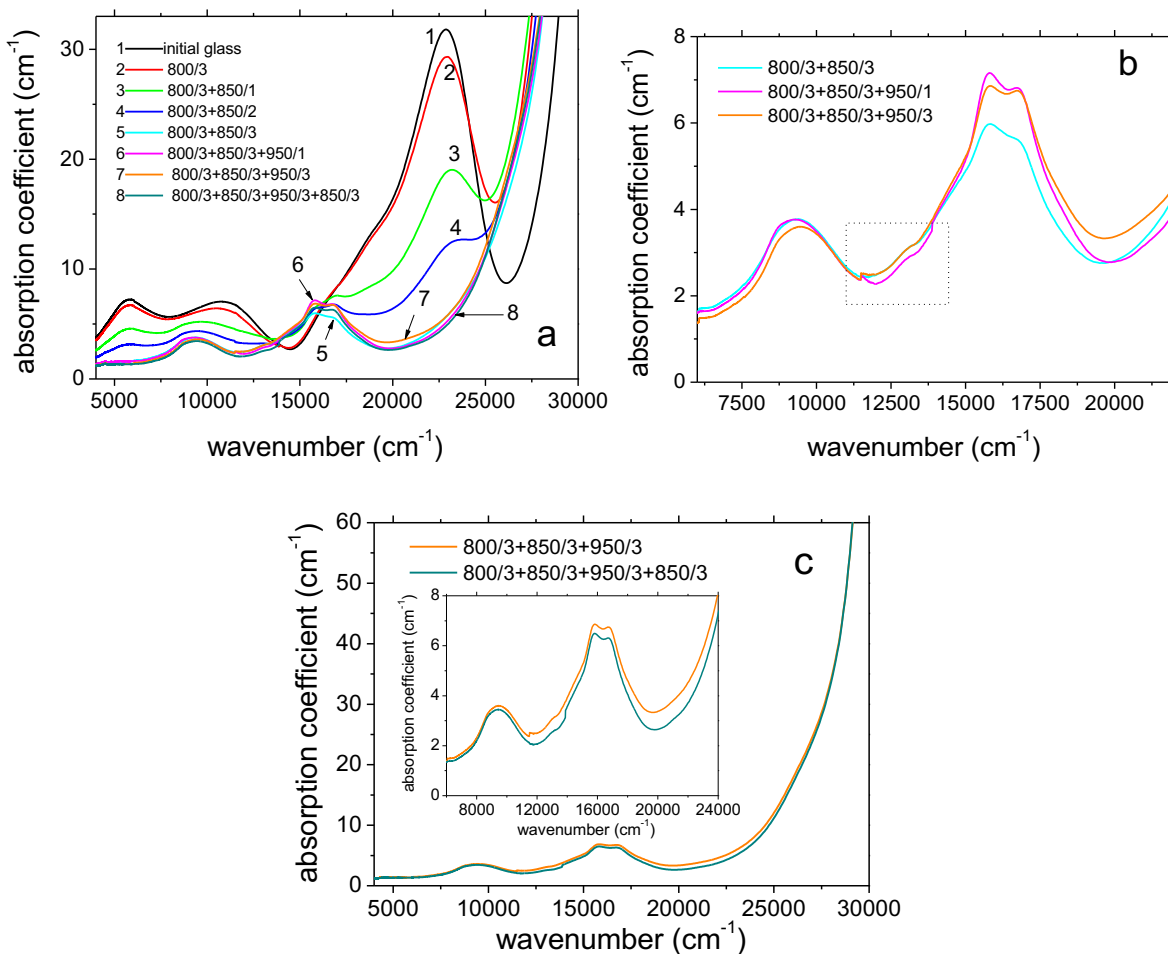 absorption coefficient (cm-1)
30
20
10
0
1 initial glass
2 800/3
3 800/3+850/1
4 800/3+850/2
5 800/3+850/3
6 800/3+850/3+950/1
7 800/3+850/3+950/3
8 800/3+850/3+950/3+850/3
1
2
3
4
6
7
5
8
a
5000 10000 15000 20000 25000 30000
wavenumber (cm-1)
absorption coefficient (cm-1)
8
6
4
2
0
800/3+850/3
800/3+850/3+950/1
800/3+850/3+950/3
b
7500 10000 12500 15000 17500 20000
wavenumber (cm-1)
absorption coefficient (cm-1)
60
50
40
30
20
10
0
800/3+850/3+950/3
800/3+850/3+950/3+850/3
c
absorption coefficient (cm-1)
8
6
4
2
0
8000 12000 16000 20000 24000
wavenumber (cm-1)
5000 10000 15000 20000 25000 30000
wavenumber (cm-1)